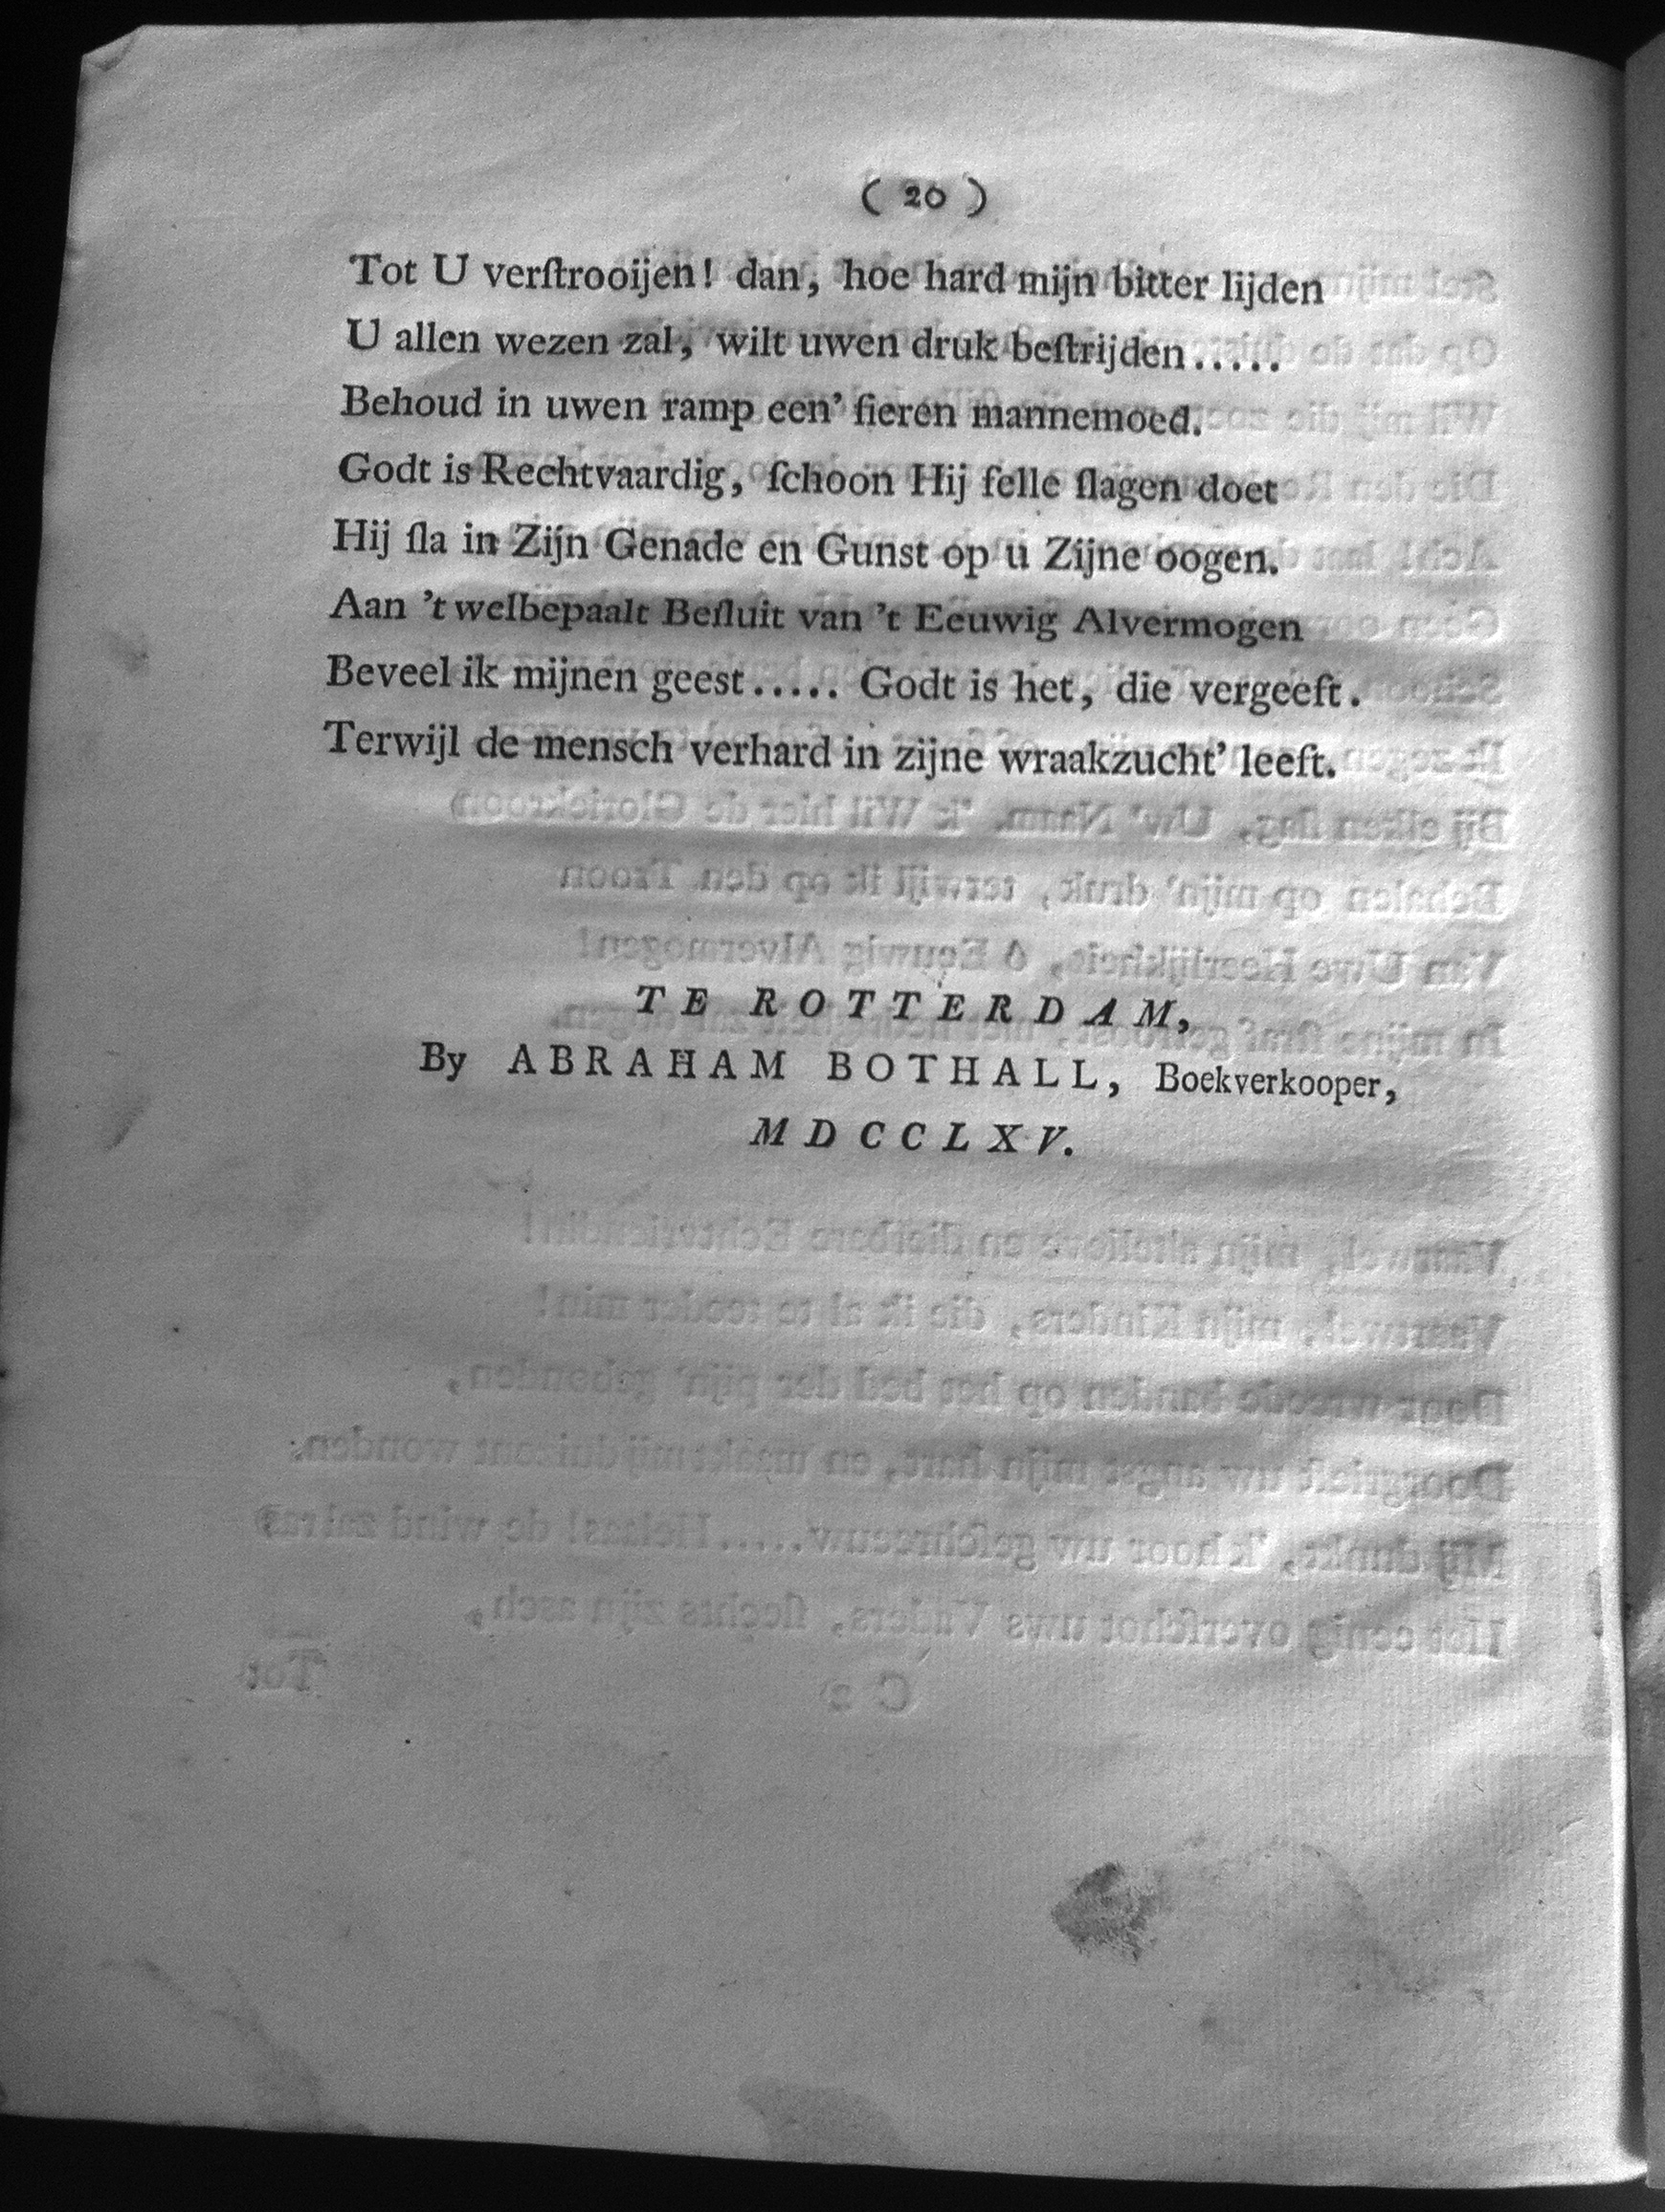 ( 20 )
Tot U verſtrooijen! dan, hoe hard mijn bitter lijden
U allen wezen zal, wilt uwen druk beſtrijden.....
Behoud in uwen ramp een’ fieren mannemoed.
Godt is Rechtvaardig, ſchoon Hij felle ſlagen doet
Hij ſla in Zijn Genade en Gunst op u Zijne oogen.
Aan ’t welbepaalt Beſluit van ’t Eeuwig Alvermogen
Beveel ik mijnen geest..... Godt is het, die vergeeft.
Terwijl de mensch verhard in zijne wraakzucht’ leeft.
TE ROTTERDAM,
By ABRAHAM BOTHALL, Boekverkooper,
MDCCLXV.